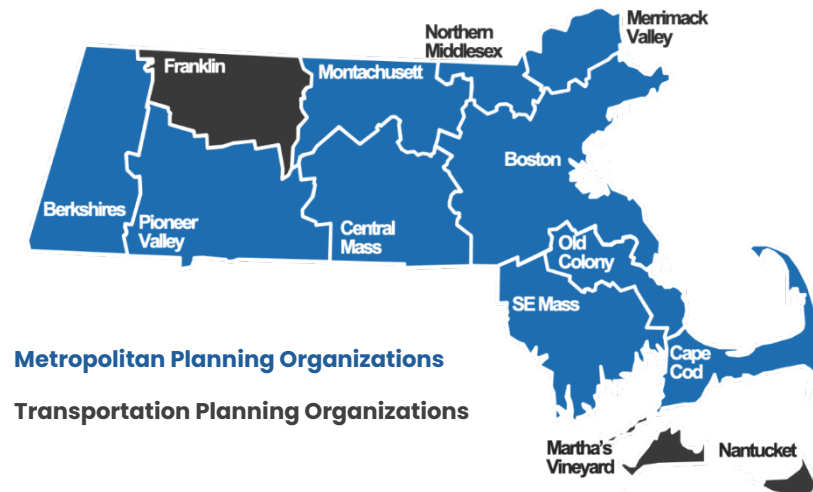 Northern
Middlesex
Merrimack
Valley
Franklin
Montachusett
Boston
Berkshires
Pioneer
Valley
Central
Mass
Old
Colony
SE Mass
Cape
Cod
Metropolitan Planning Organizations
Transportation Planning Organizations
Martha's
Vineyard
Nantucket